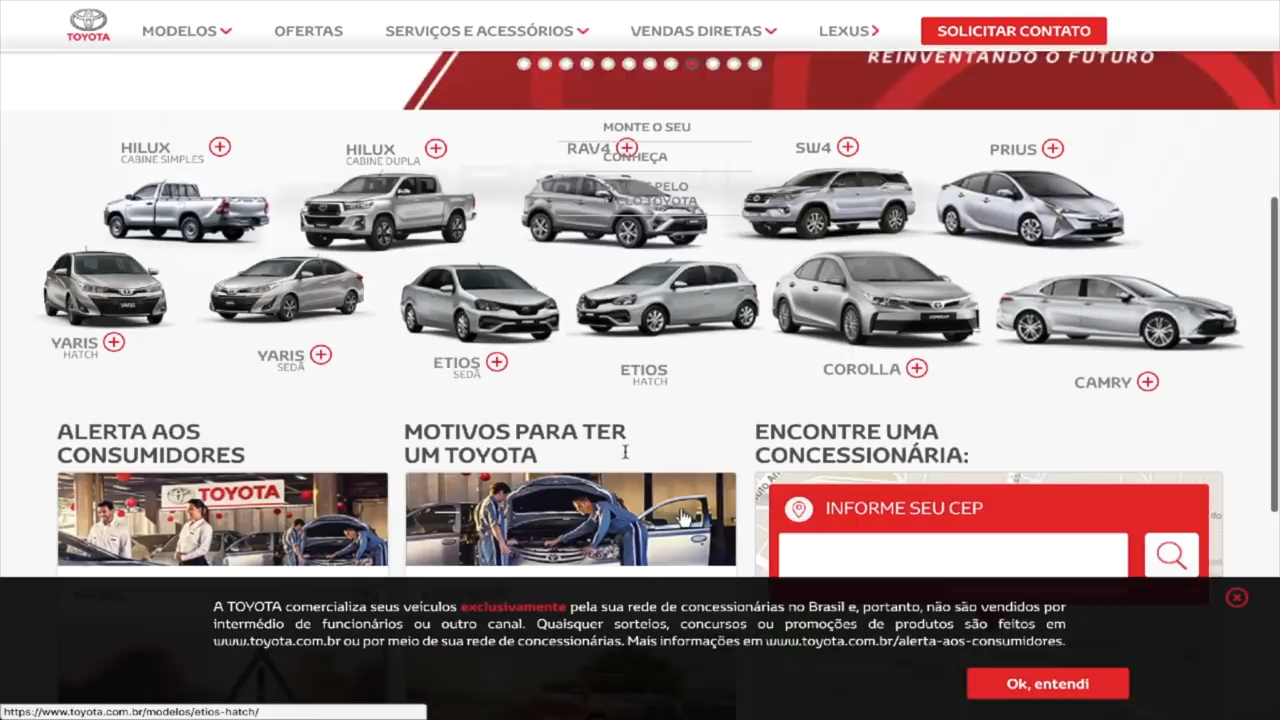 TOYOTA
MODELOS
OFERTAS
SERVIÇOS E ACESSÓRIOS
VENDAS DIRETAS
LEXUS
SOLICITAR CONTATO
REINVENTANDO O FUTURO
MONTE O SEU
CONHEÇA
PELO
TOYOTA
HILUX
CABINE SIMPLES
HILUX
CABINE DUPLA
RAV4
SW4
PRIUS
YARIS
HATCH
YARIS
SEDÃ
ETIOS
SEDÃ
ETIOS
HATCH
COROLLA
CAMRY
ALERTA AOS
CONSUMIDORES
TOYOTA
MOTIVOS PARA TER
UM TOYOTA
ENCONTRE UMA
CONCESSIONÁRIA:
INFORME SEU CEP
A TOYOTA comercializa seus veículos exclusivamente pela sua rede de concessionárias no Brasil e, portanto, não são vendidos por
intermédio de funcionários ou outro canal. Quaisquer sorteios, concursos ou promoções de produtos são feitos em
www.toyota.com.br ou por meio de sua rede de concessionárias. Mais informações em www.toyota.com.br/alerta-aos-consumidores.
Ok, entendi
https://www.toyota.com.br/modelos/etios-hatch/